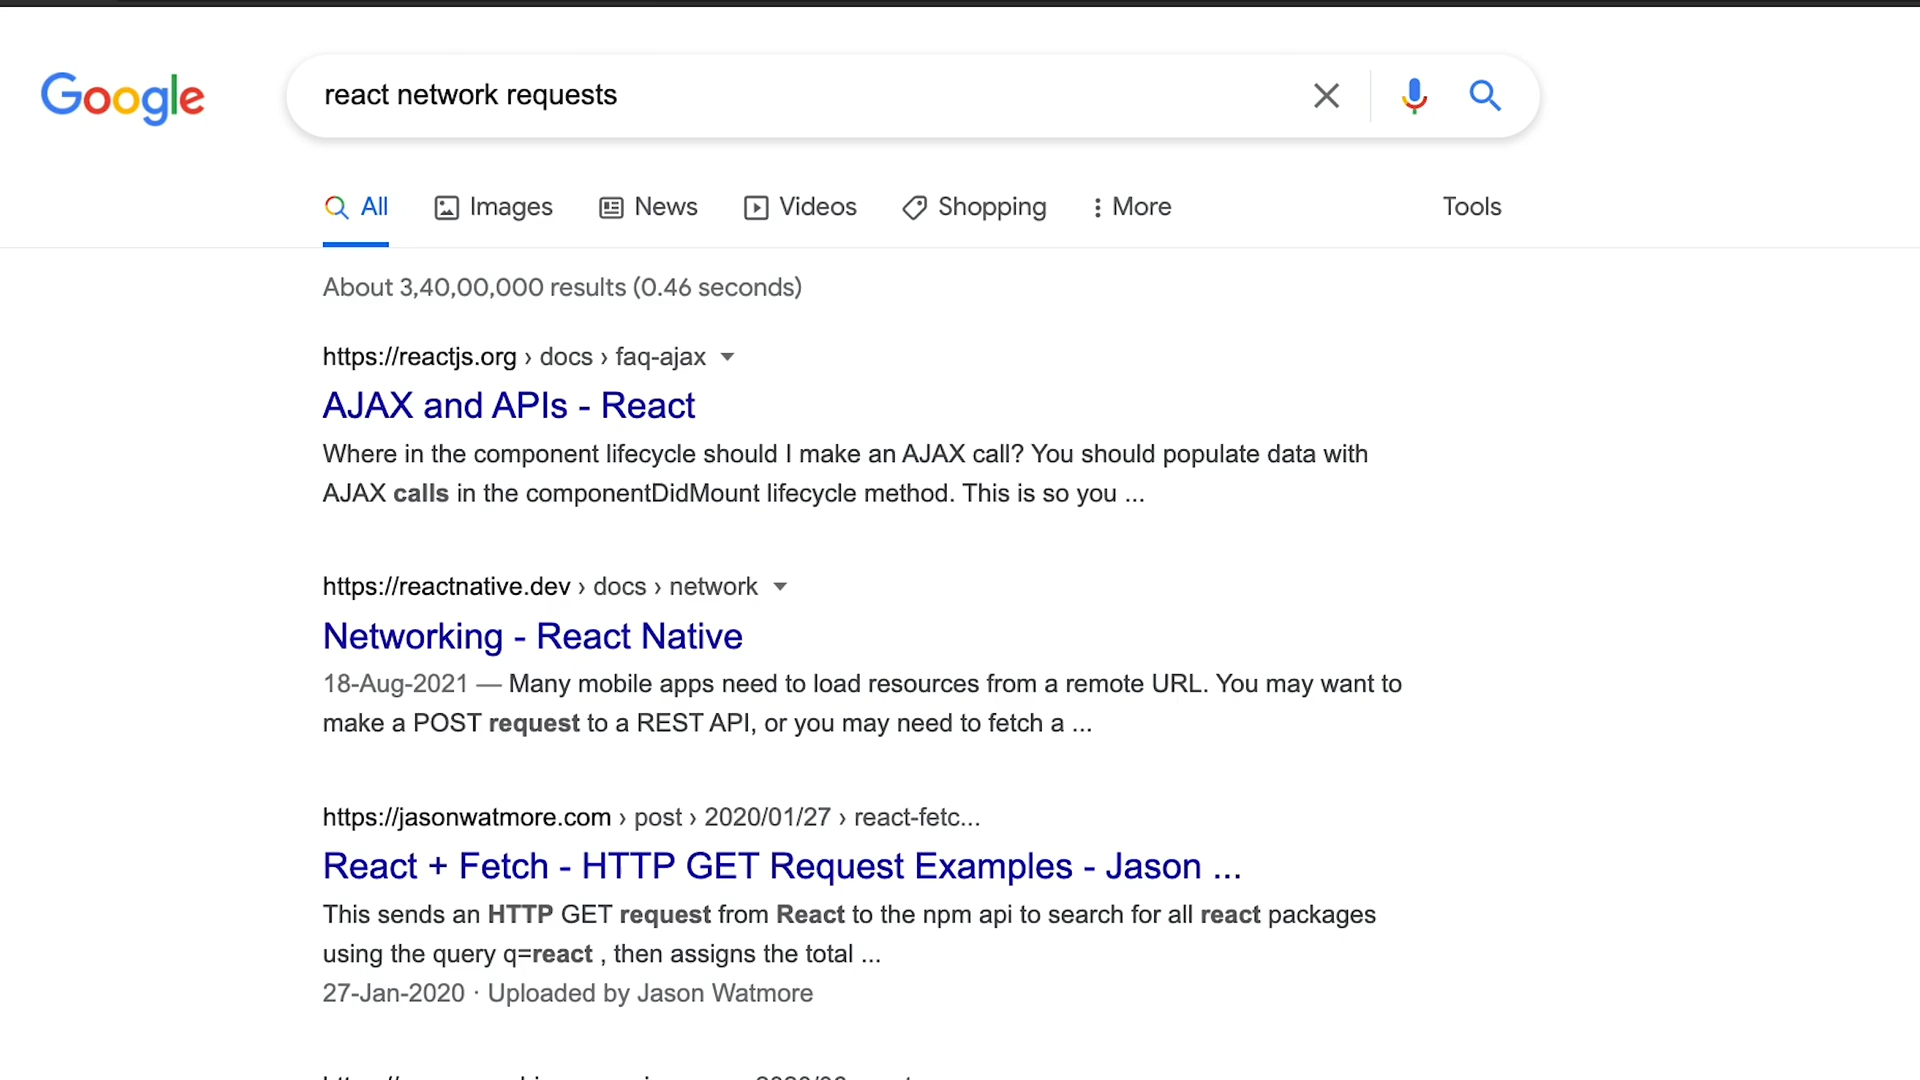 Google
react network requests
All Images News Videos Shopping More Tools
About 3,40,00,000 results (0.46 seconds)
https://reactjs.org › docs › faq-ajax
AJAX and APIs - React
Where in the component lifecycle should I make an AJAX call? You should populate data with
AJAX calls in the componentDidMount lifecycle method. This is so you ...
https://reactnative.dev › docs › network
Networking - React Native
18-Aug-2021 — Many mobile apps need to load resources from a remote URL. You may want to
make a POST request to a REST API, or you may need to fetch a ...
https://jasonwatmore.com › post › 2020/01/27 › react-fetc...
React + Fetch - HTTP GET Request Examples - Jason ...
This sends an HTTP GET request from React to the npm api to search for all react packages
using the query q=react , then assigns the total ...
27-Jan-2020 · Uploaded by Jason Watmore